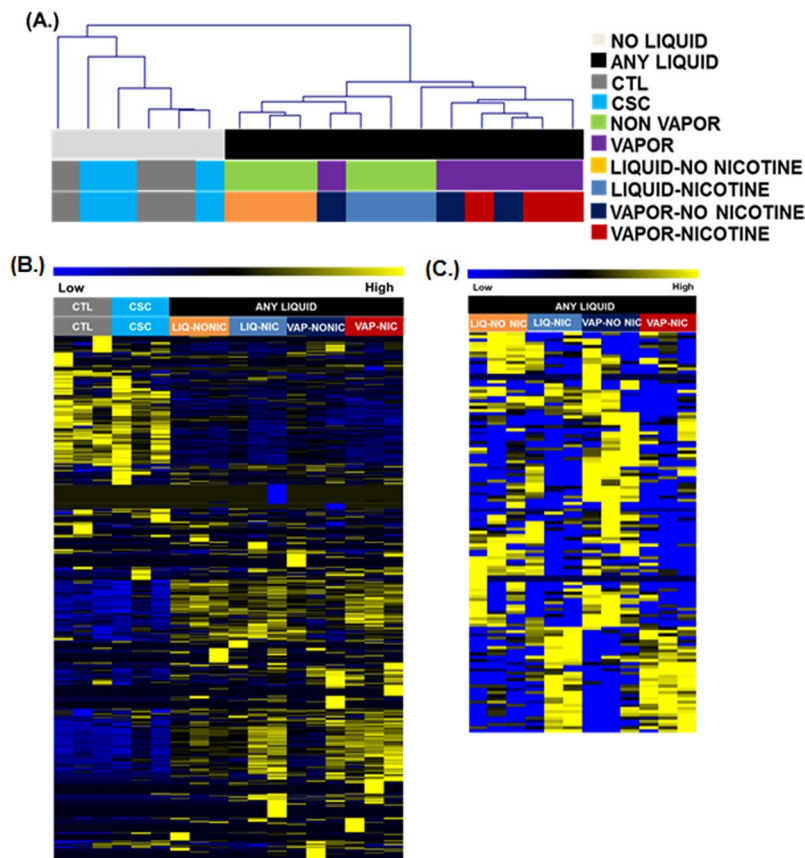 (A.)
NO LIQUID
ANY LIQUID
CTL
CSC
NON VAPOR
VAPOR
LIQUID-NO NICOTINE
LIQUID-NICOTINE
VAPOR-NO NICOTINE
VAPOR-NICOTINE
(B.)
Low High
CTL CSC ANY LIQUID
CTL CSC LIQ-NONIC LIQ-NIC VAP-NONIC VAP-NIC
(C.)
Low High
ANY LIQUID
LIQ-NO NIC LIQ-NIC VAP-NO NIC VAP-NIC